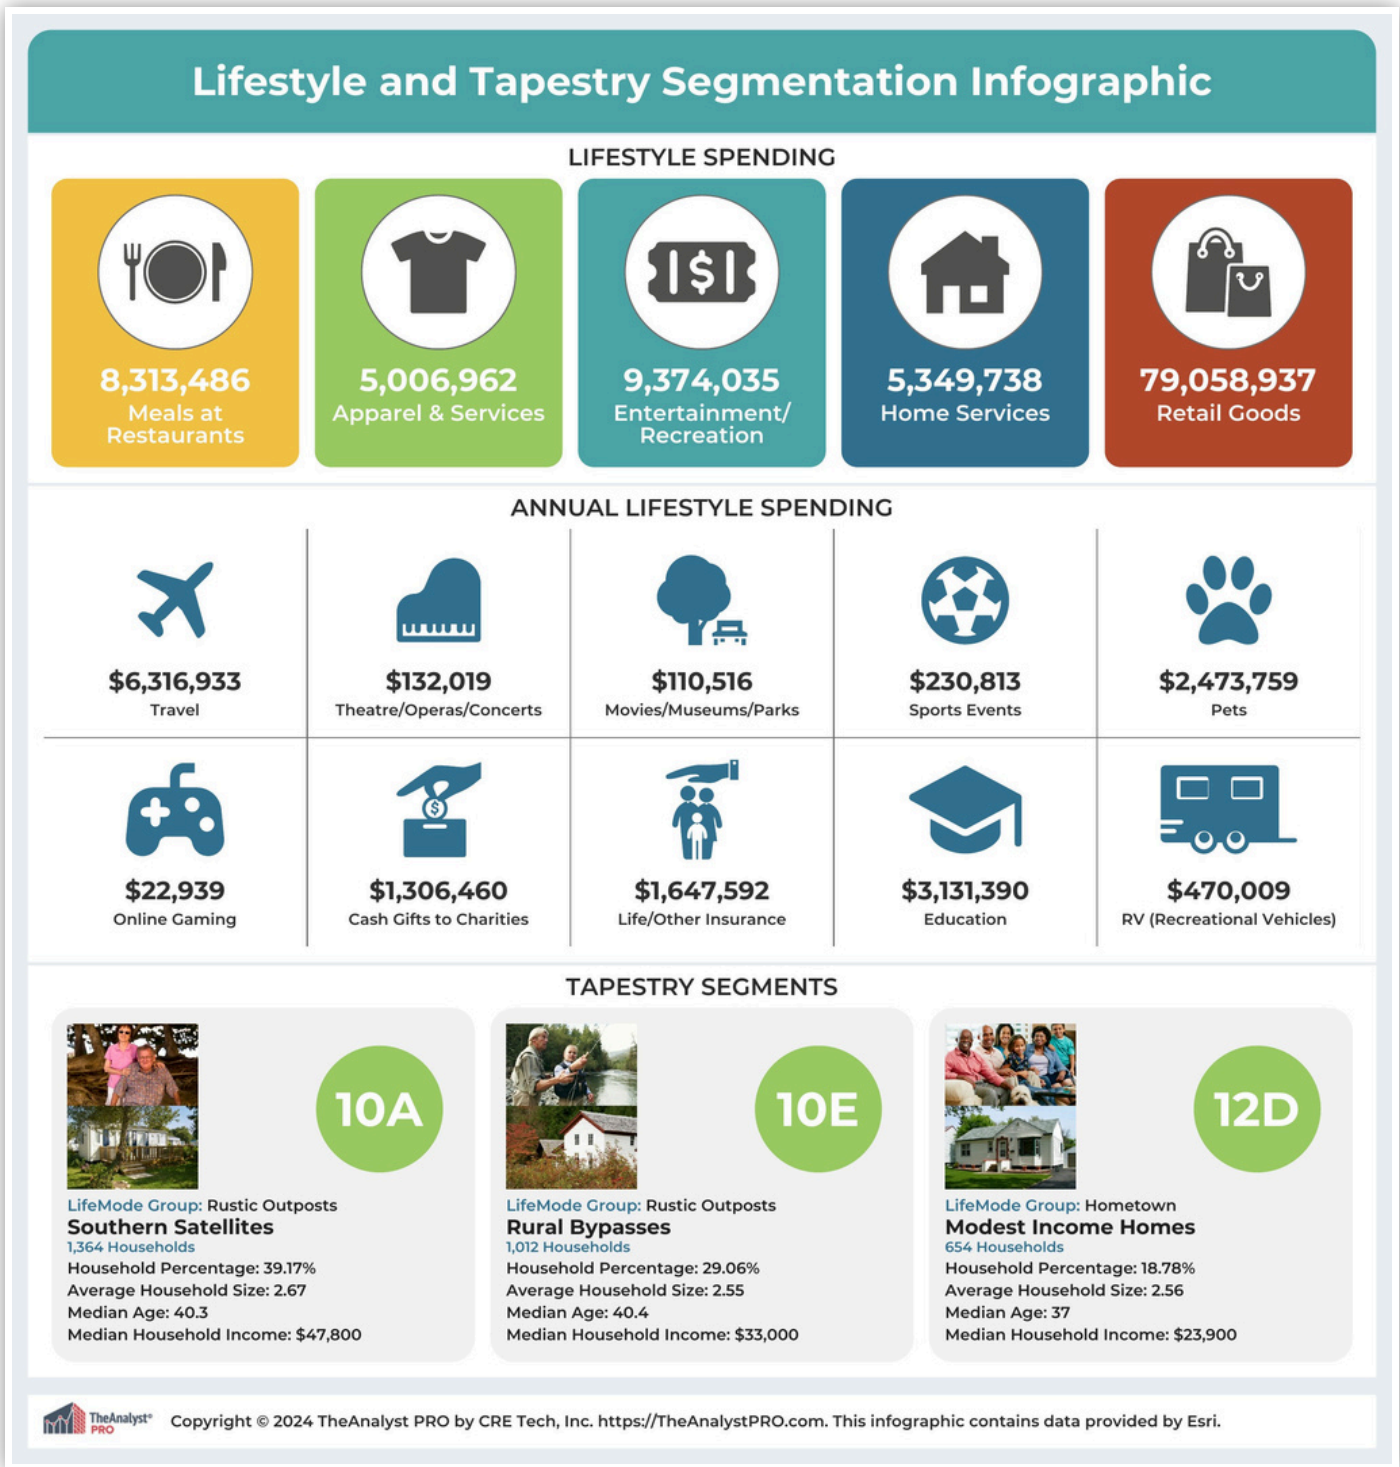 Lifestyle and Tapestry Segmentation Infographic
LIFESTYLE SPENDING
8,313,486
Meals at
Restaurants
5,006,962
Apparel & Services
$
9,374,035
Entertainment/
Recreation
5,349,738
Home Services
79,058,937
Retail Goods
ANNUAL LIFESTYLE SPENDING
$6,316,933
Travel
$132,019
Theatre/Operas/Concerts
$110,516
Movies/Museums/Parks
$230,813
Sports Events
$2,473,759
Pets
$22,939
Online Gaming
$
$1,306,460
Cash Gifts to Charities
$1,647,592
Life/Other Insurance
$3,131,390
Education
$470,009
RV (Recreational Vehicles)
TAPESTRY SEGMENTS
10A
LifeMode Group: Rustic Outposts
Southern Satellites
1,364 Households
Household Percentage: 39.17%
Average Household Size: 2.67
Median Age: 40.3
Median Household Income: $47,800
10E
LifeMode Group: Rustic Outposts
Rural Bypasses
1,012 Households
Household Percentage: 29.06%
Average Household Size: 2.55
Median Age: 40.4
Median Household Income: $33,000
12D
LifeMode Group: Hometown
Modest Income Homes
654 Households
Household Percentage: 18.78%
Average Household Size: 2.56
Median Age: 37
Median Household Income: $23,900
TheAnalyst®
PRO
Copyright © 2024 TheAnalyst PRO by CRE Tech, Inc. https://TheAnalystPRO.com. This infographic contains data provided by Esri.